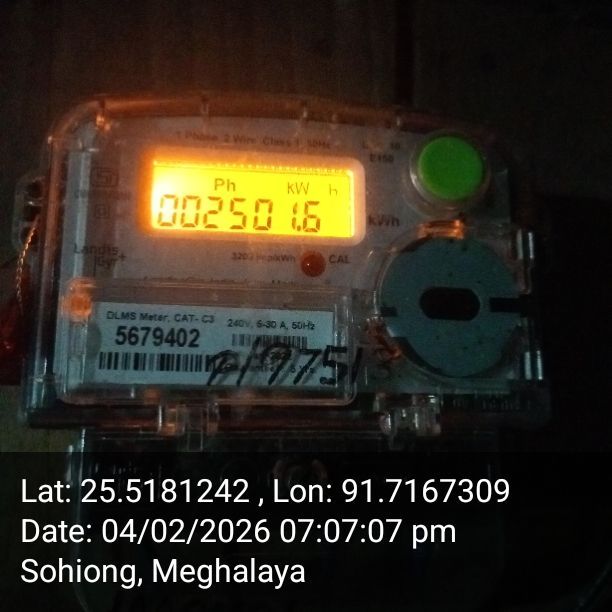 1 Phase, 2 Wire Class 1, 50Hz
E150
Ph kW h
002501.6
kWh
Landis
Gyr+
3200 imp/kWh CAL
DLMS Meter, CAT- C3 240V, 5-30 A, 50Hz
5679402
Lat: 25.5181242 , Lon: 91.7167309
Date: 04/02/2026 07:07:07 pm
Sohiong, Meghalaya